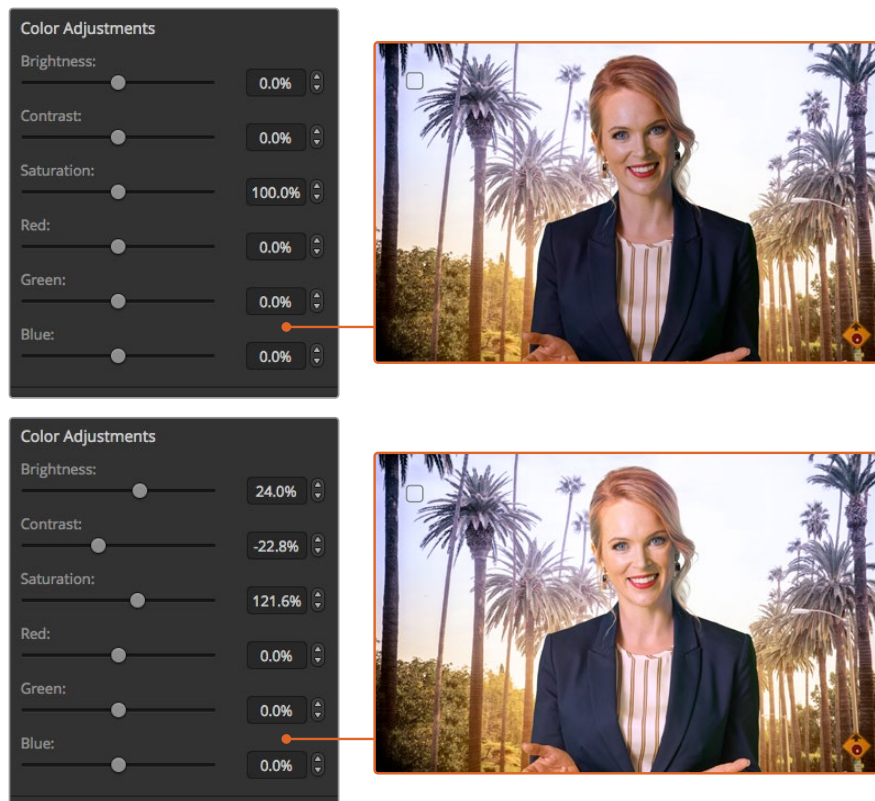 Color Adjustments
Brightness:
0.0%
Contrast:
0.0%
Saturation:
100.0%
Red:
0.0%
Green:
0.0%
Blue:
0.0%
Color Adjustments
Brightness:
24.0%
Contrast:
-22.8%
Saturation:
121.6%
Red:
0.0%
Green:
0.0%
Blue:
0.0%